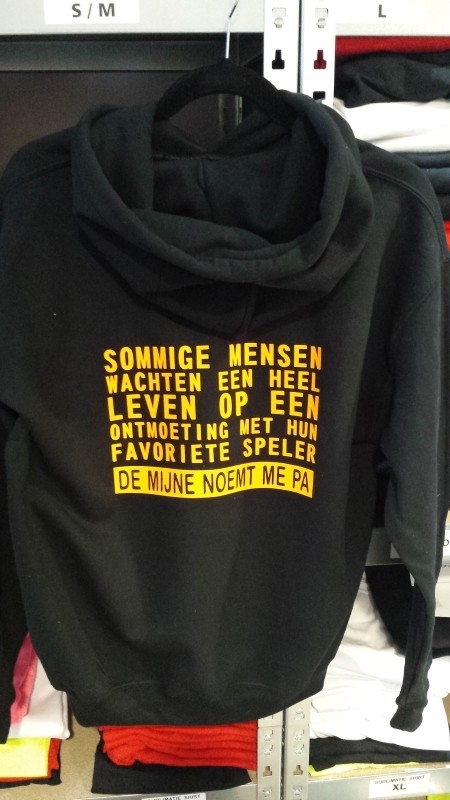 S/M
L
SOMMIGE MENSEN
WACHTEN EEN HEEL
LEVEN OP EEN
ONTMOETING MET HUN
FAVORIETE SPELER
DE MIJNE NOEMT ME PA
XL